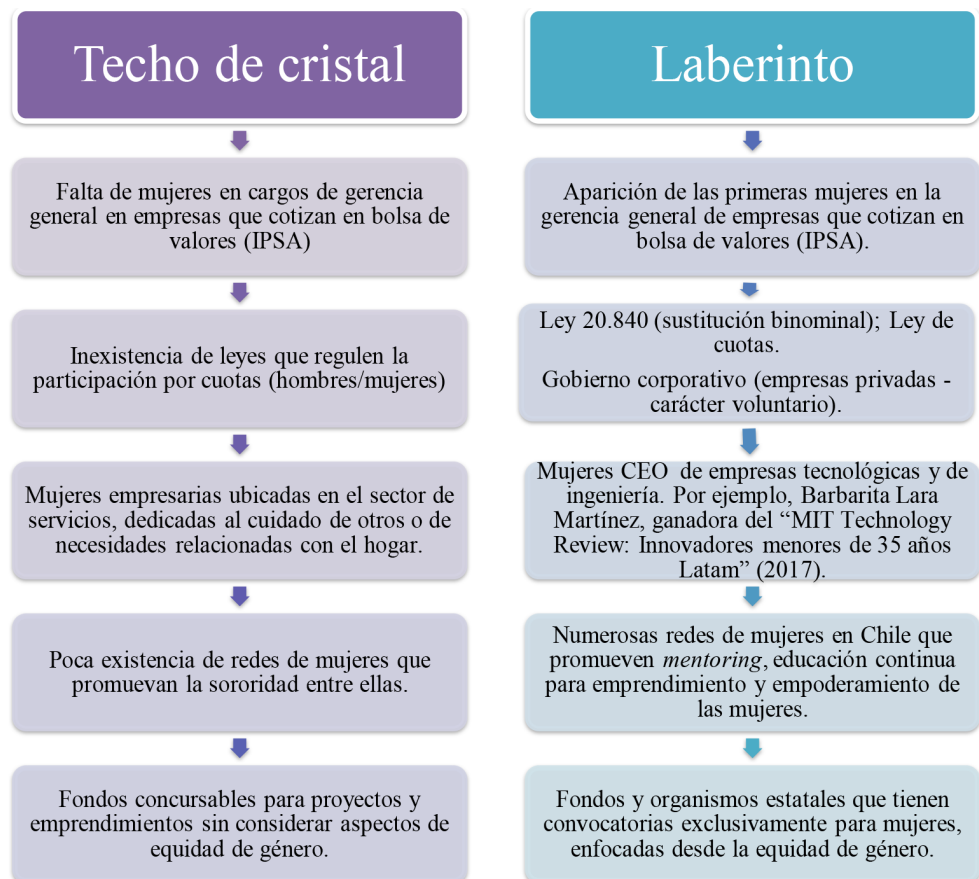 Techo de cristal
Falta de mujeres en cargos de gerencia
general en empresas que cotizan en bolsa de
valores (IPSA)
Inexistencia de leyes que regulen la
participación por cuotas (hombres/mujeres)
Mujeres empresarias ubicadas en el sector de
servicios, dedicadas al cuidado de otros o de
necesidades relacionadas con el hogar.
Poca existencia de redes de mujeres que
promuevan la sororidad entre ellas.
Fondos concursables para proyectos y
emprendimientos sin considerar aspectos de
equidad de género.
Laberinto
Aparición de las primeras mujeres en la
gerencia general de empresas que cotizan en
bolsa de valores (IPSA).
Ley 20.840 (sustitución binominal); Ley de
cuotas.
Gobierno corporativo (empresas privadas -
carácter voluntario).
Mujeres CEO de empresas tecnológicas y de
ingeniería. Por ejemplo, Barbarita Lara
Martínez, ganadora del “MIT Technology
Review: Innovadores menores de 35 años
Latam” (2017).
Numerosas redes de mujeres en Chile que
promueven mentoring, educación continua
para emprendimiento y empoderamiento de
las mujeres.
Fondos y organismos estatales que tienen
convocatorias exclusivamente para mujeres,
enfocadas desde la equidad de género.